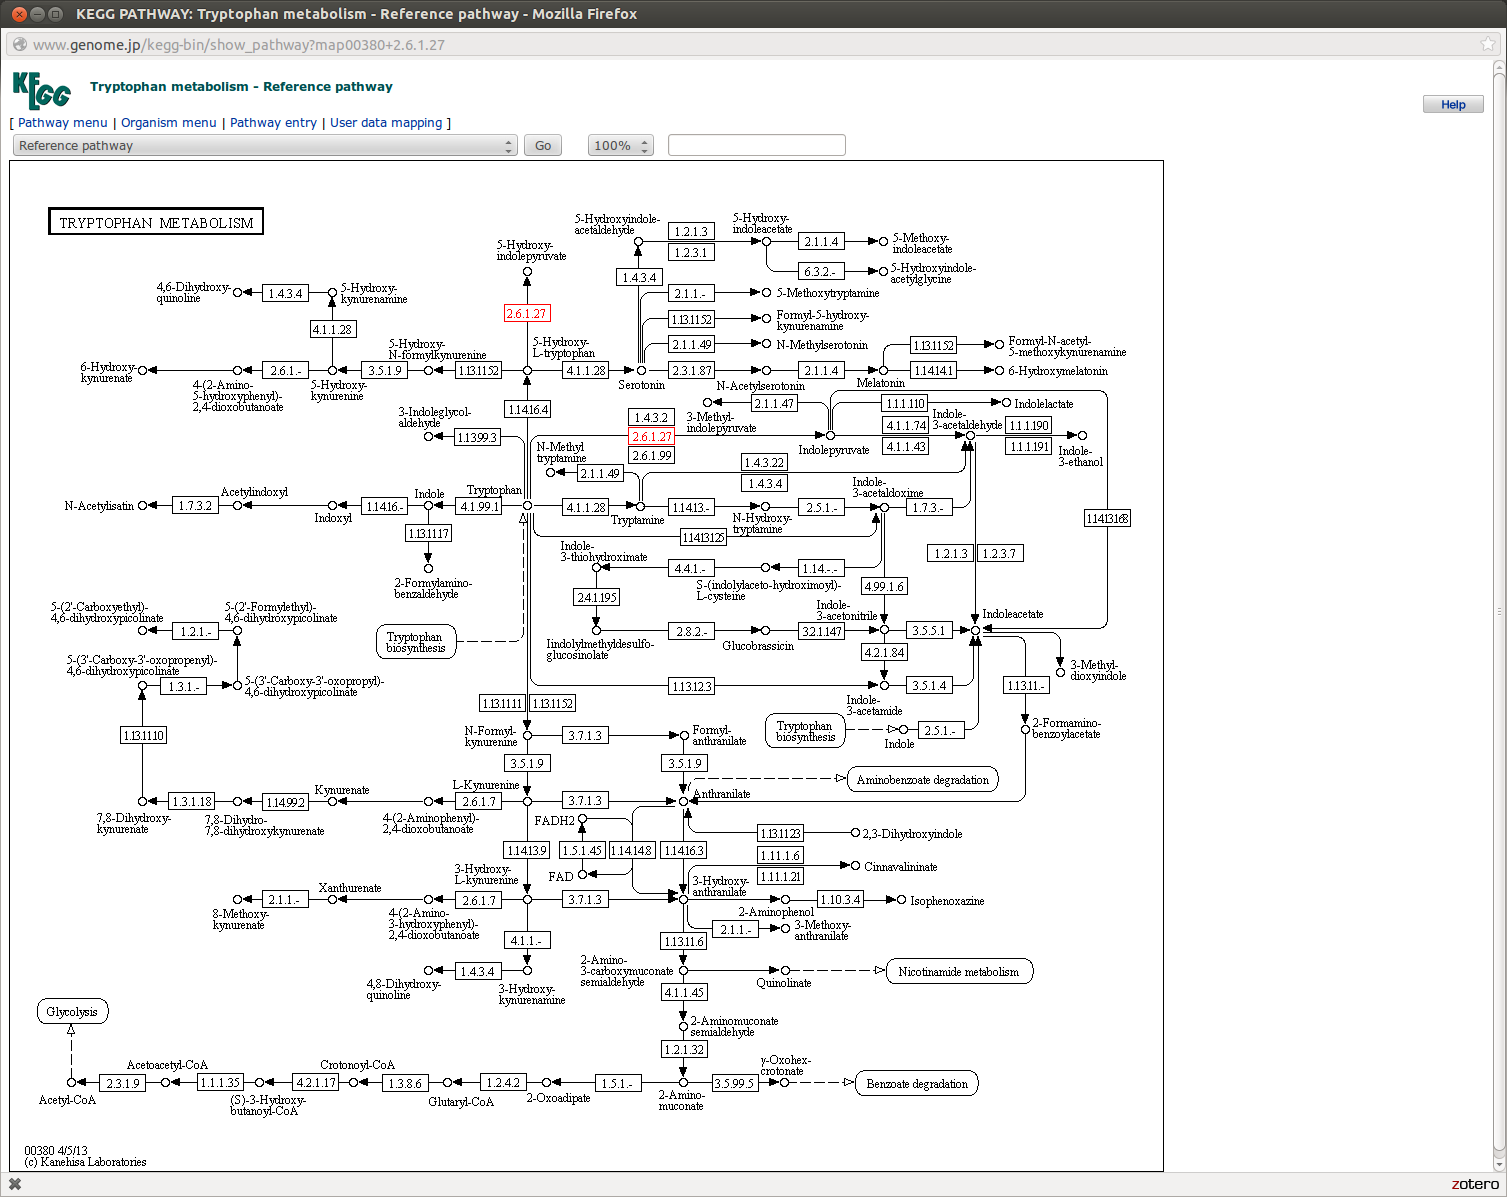 KEGG PATHWAY: Tryptophan metabolism - Reference pathway - Mozilla Firefox
www.genome.jp/kegg-bin/show_pathway?map00380+2.6.1.27
KEGG
Tryptophan metabolism - Reference pathway
Help
[ Pathway menu | Organism menu | Pathway entry | User data mapping ]
Reference pathway
Go
100%
TRYPTOPHAN METABOLISM
5-Hydroxyindole-
acetaldehyde
1.2.1.3
1.2.3.1
5-Hydroxy-
indoleacetate
2.1.1.4
5-Methoxy-
indoleacetate
5-Hydroxy-
indolepyruvate
1.4.3.4
6.3.2.-
5-Hydroxyindole-
acetylglycine
4,6-Dihydroxy-
quinoline
1.4.3.4
5-Hydroxy-
kynurenamine
2.6.1.27
2.1.1.-
5-Methoxytryptamine
4.1.1.28
1.13.11.52
Formyl-5-hydroxy-
kynurenamine
5-Hydroxy-
N-formylkynurenine
5-Hydroxy-
L-tryptophan
2.1.1.49
N-Methylserotonin
1.13.11.52
Formyl-N-acetyl-
5-methoxykynurenamine
6-Hydroxy-
kynurenate
2.6.1.-
3.5.1.9
1.13.11.52
4.1.1.28
2.3.1.87
2.1.1.4
1.14.14.1
6-Hydroxymelatonin
4-(2-Amino-
5-hydroxyphenyl)-
2,4-dioxobutanoate
5-Hydroxy-
kynurenine
Serotonin
N-Acetylserotonin
Melatonin
3-Indoleglycol-
aldehyde
1.14.16.4
2.1.1.47
1.1.1.110
Indolelactate
1.13.99.3
1.4.3.2
2.6.1.27
2.6.1.99
3-Methyl-
indolepyruvate
Indolepyruvate
4.1.1.74
4.1.1.43
Indole-
3-acetaldehyde
1.1.1.190
1.1.1.191
Indole-
3-ethanol
N-Methyl
tryptamine
2.1.1.49
1.4.3.22
1.4.3.4
N-Acetylisatin
1.7.3.2
Acetylindoxyl
Indoxyl
1.14.16.-
Indole
4.1.99.1
Tryptophan
4.1.1.28
Tryptamine
1.14.13.-
N-Hydroxy-
tryptamine
2.5.1.-
Indole-
3-acetaldoxime
1.7.3.-
1.14.13.168
1.13.11.17
1.14.13.125
2-Formylamino-
benzaldehyde
Indole-
3-thiohydroximate
4.4.1.-
1.14.-.-
S-(indolylaceto-hydroximoyl)-
L-cysteine
1.2.1.3
1.2.3.7
4.99.1.6
2.4.1.195
5-(2'-Carboxyethyl)-
4,6-dihydroxypicolinate
5-(2'-Formylethyl)-
4,6-dihydroxypicolinate
1.2.1.-
Tryptophan
biosynthesis
Iindolylmethyldesulfo-
glucosinolate
2.8.2.-
Glucobrassicin
3.2.1.147
Indole-
3-acetonitrile
3.5.5.1
Indoleacetate
4.2.1.84
5-(3'-Carboxy-3'-oxopropenyl)-
4,6-dihydroxypicolinate
1.3.1.-
5-(3'-Carboxy-3'-oxopropyl)-
4,6-dihydroxypicolinate
1.13.12.3
Indole-
3-acetamide
3.5.1.4
1.13.11.-
3-Methyl-
dioxyindole
1.13.11.11
1.13.11.52
1.13.11.10
N-Formyl-
kynurenine
3.7.1.3
Formyl-
anthranilate
Tryptophan
biosynthesis
Indole
2.5.1.-
2-Formamino-
benzoylacetate
3.5.1.9
3.5.1.9
Aminobenzoate degradation
7,8-Dihydroxy-
kynurenate
1.3.1.18
7,8-Dihydro-
7,8-dihydroxykynurenate
1.14.99.2
Kynurenate
4-(2-Aminophenyl)-
2,4-dioxobutanoate
2.6.1.7
L-Kynurenine
3.7.1.3
Anthranilate
FADH2
1.13.11.23
2,3-Dihydroxyindole
1.14.13.9
1.5.1.45
1.14.14.8
1.14.16.3
1.11.1.6
1.11.1.21
Cinnavalininate
FAD
8-Methoxy-
kynurenate
2.1.1.-
Xanthurenate
4-(2-Amino-
3-hydroxyphenyl)-
2,4-dioxobutanoate
2.6.1.7
3-Hydroxy-
L-kynurenine
3.7.1.3
3-Hydroxy-
anthranilate
2-Aminophenol
1.10.3.4
Isophenoxazine
2.1.1.-
3-Methoxy-
anthranilate
4.1.1.-
1.13.11.6
4,8-Dihydroxy-
quinoline
1.4.3.4
3-Hydroxy-
kynurenamine
2-Amino-
3-carboxymuconate
semialdehyde
Quinolinate
Nicotinamide metabolism
4.1.1.45
2-Aminomuconate
semialdehyde
Glycolysis
1.2.1.32
Acetyl-CoA
2.3.1.9
Acetoacetyl-CoA
1.1.1.35
(S)-3-Hydroxy-
butanoyl-CoA
4.2.1.17
Crotonoyl-CoA
1.3.8.6
Glutaryl-CoA
1.2.4.2
2-Oxoadipate
1.5.1.-
2-Amino-
muconate
3.5.99.5
γ-Oxohex-
crotonate
Benzoate degradation
00380 4/5/13
(c) Kanehisa Laboratories
zotero